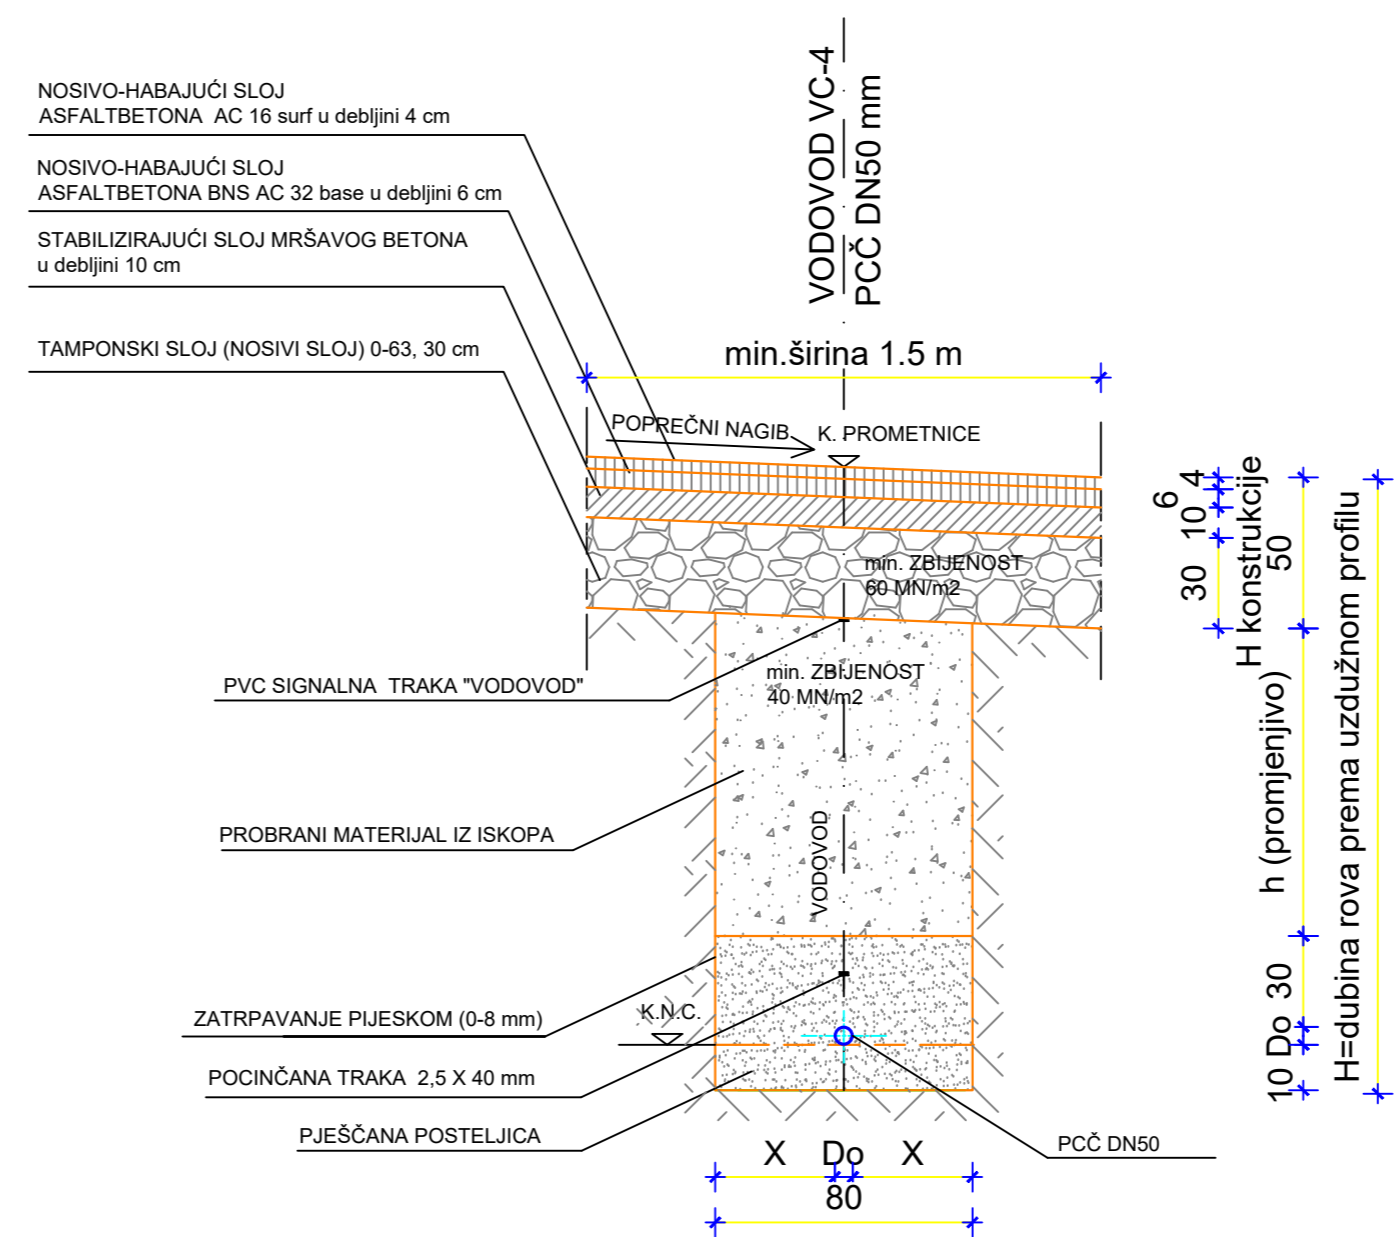 NOSIVO-HABAJUĆI SLOJ
ASFALTBETONA AC 16 surf u debljini 4 cm
NOSIVO-HABAJUĆI SLOJ
ASFALTBETONA BNS AC 32 base u debljini 6 cm
STABILIZIRAJUĆI SLOJ MRŠAVOG BETONA
u debljini 10 cm
TAMPONSKI SLOJ (NOSIVI SLOJ) 0-63, 30 cm
VODOVOD VC-4
PCČ DN50 mm
min.širina 1.5 m
POPREČNI NAGIB
K. PROMETNICE
min. ZBIJENOST
60 MN/m2
PVC SIGNALNA TRAKA "VODOVOD"
min. ZBIJENOST
40 MN/m2
PROBRANI MATERIJAL IZ ISKOPA
VODOVOD
ZATRPAVANJE PIJESKOM (0-8 mm)
K.N.C.
POCINČANA TRAKA 2,5 X 40 mm
PJEŠČANA POSTELJICA
PCČ DN50
X Do X
80
4
6
10
30
H konstrukcije
50
h (promjenjivo)
30
Do
10
H=dubina rova prema uzdužnom profilu